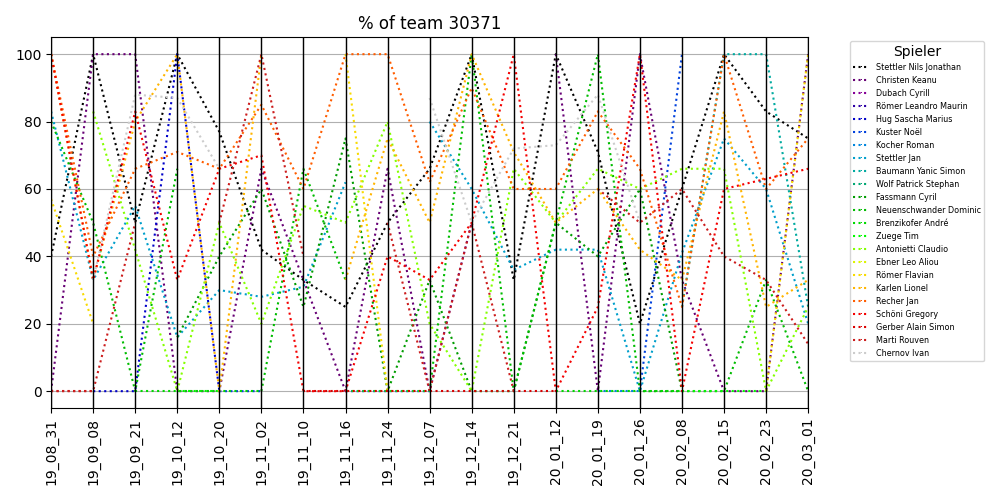 % of team 30371
100
80
60
40
20
0
19_08_31
19_09_08
19_09_21
19_10_12
19_10_20
19_11_02
19_11_10
19_11_16
19_11_24
19_12_07
19_12_14
19_12_21
20_01_12
20_01_19
20_01_26
20_02_08
20_02_15
20_02_23
20_03_01
Spieler
Stettler Nils Jonathan
Christen Keanu
Dubach Cyrill
Römer Leandro Maurin
Hug Sascha Marius
Kuster Noël
Kocher Roman
Stettler Jan
Baumann Yanic Simon
Wolf Patrick Stephan
Fassmann Cyril
Neuenschwander Dominic
Brenzikofer André
Zuege Tim
Antonietti Claudio
Ebner Leo Aliou
Römer Flavian
Karlen Lionel
Recher Jan
Schöni Gregory
Gerber Alain Simon
Marti Rouven
Chernov Ivan